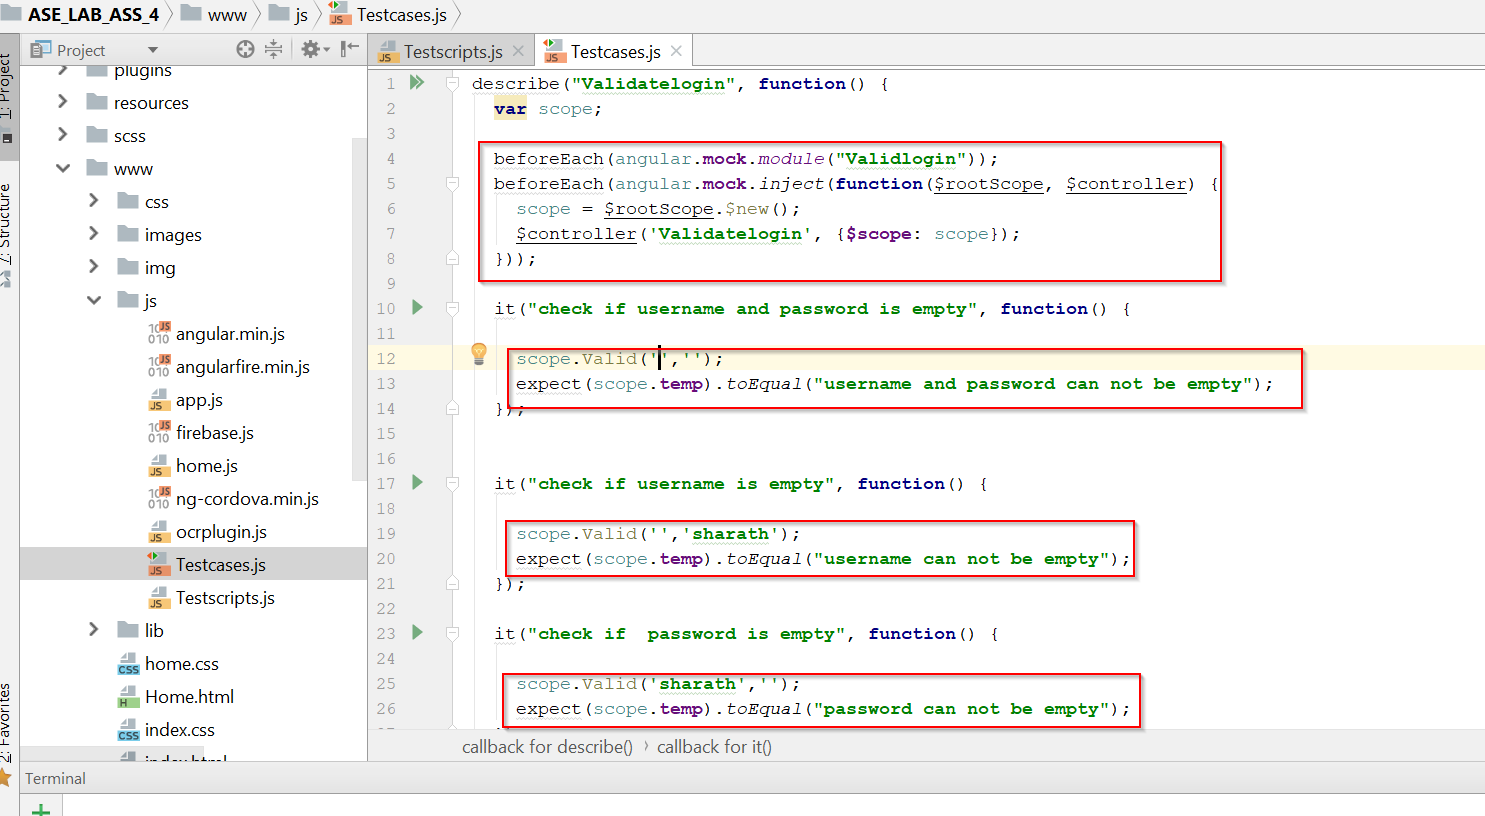 ASE_LAB_ASS_4 www js Testcases.js
Project
Testscripts.js Testcases.js
1: Project
7: Structure
2: Favorites
plugins
resources
scss
www
css
images
img
js
angular.min.js
angularfire.min.js
app.js
firebase.js
home.js
ng-cordova.min.js
ocrplugin.js
Testcases.js
Testscripts.js
lib
home.css
Home.html
index.css
index.html
1 describe("Validatelogin", function() {
2 var scope;
3
4 beforeEach(angular.mock.module("Validlogin"));
5 beforeEach(angular.mock.inject(function($rootScope, $controller) {
6 scope = $rootScope.$new();
7 $controller('Validatelogin', {$scope: scope});
8 }));
9
10 it("check if username and password is empty", function() {
11
12 scope.Valid('','');
13 expect(scope.temp).toEqual("username and password can not be empty");
14 });
15
16
17 it("check if username is empty", function() {
18
19 scope.Valid('','sharath');
20 expect(scope.temp).toEqual("username can not be empty");
21 });
22
23 it("check if  password is empty", function() {
24
25 scope.Valid('sharath','');
26 expect(scope.temp).toEqual("password can not be empty");
callback for describe() callback for it()
Terminal